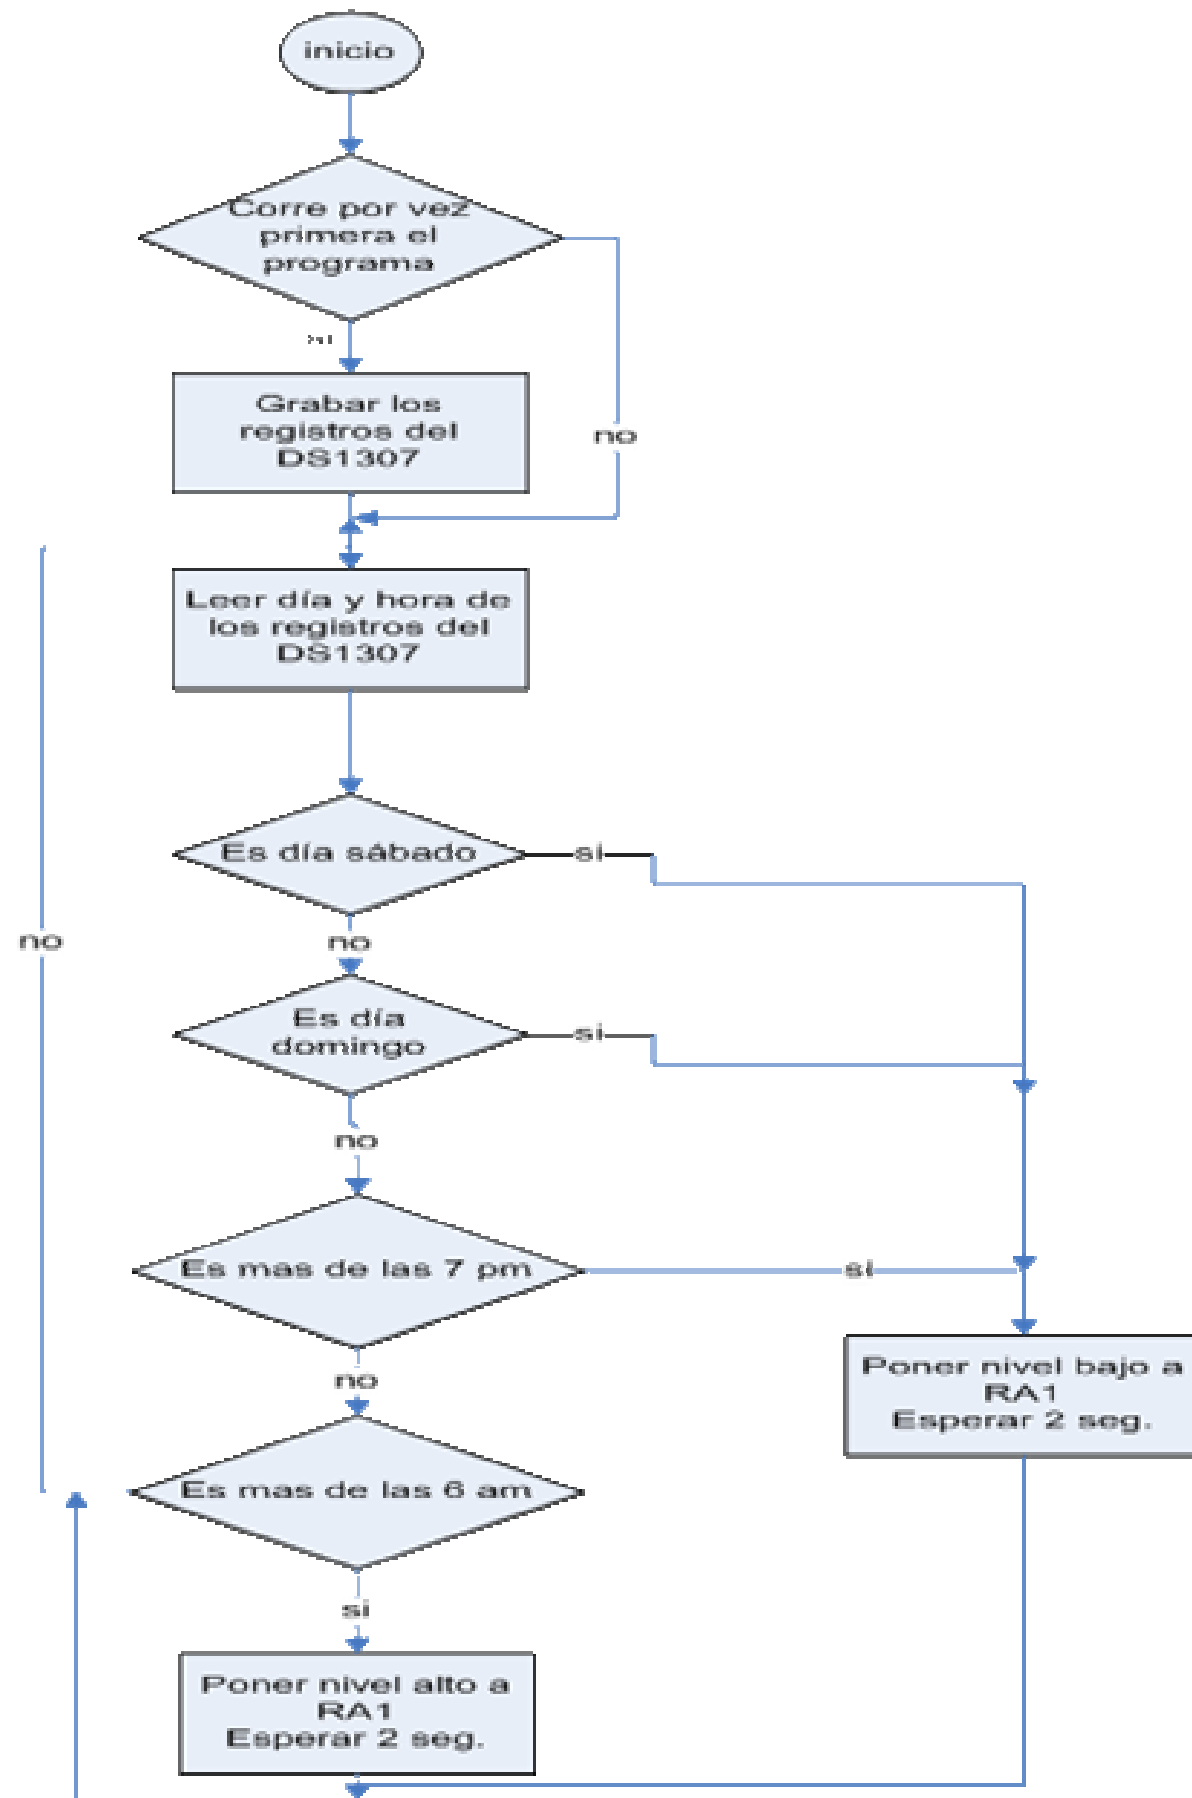 inicio
Corre por vez
primera el
programa
Grabar los
registros del
DS1307
no
Leer día y hora de
los registros del
DS1307
Es día sábado
si
no
no
Es día
domingo
si
no
Es mas de las 7 pm
si
no
Poner nivel bajo a
RA1
Esperar 2 seg.
Es mas de las 6 am
si
Poner nivel alto a
RA1
Esperar 2 seg.